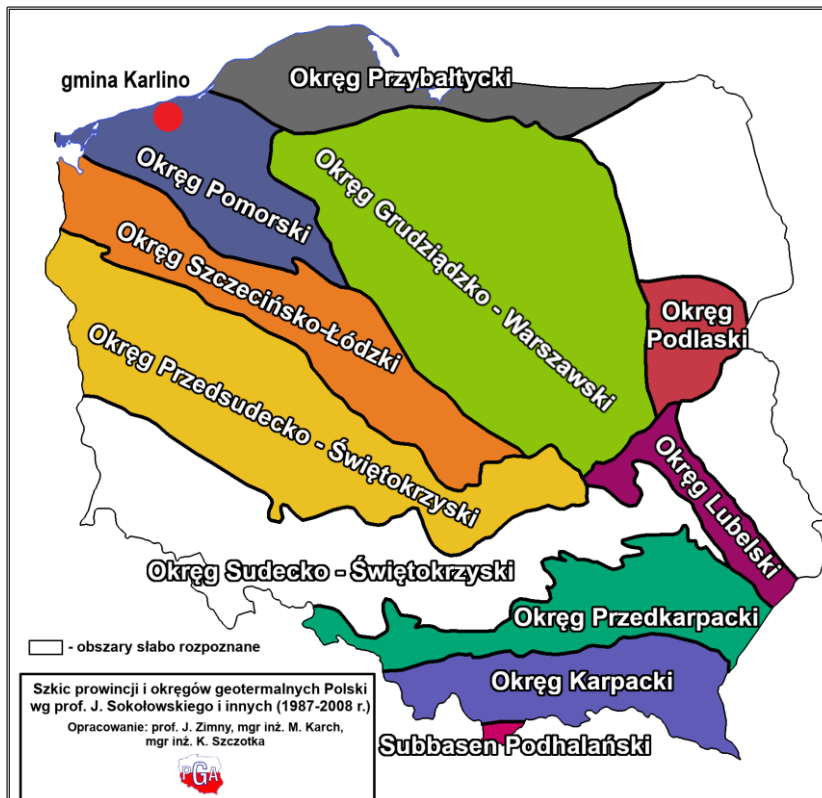 Okręg Przybałtycki
gmina Karlino
Okręg Pomorski
Okręg Grudziądzko - Warszawski
Okręg Szczecińsko-Łódzki
Okręg
Podlaski
Okręg Przedsudecko - Świętokrzyski
Okręg Lubelski
Okręg Sudecko - Świętokrzyski
Okręg Przedkarpacki
- obszary słabo rozpoznane
Okręg Karpacki
Subbasen Podhalański
Szkic prowincji i okręgów geotermalnych Polski
wg prof. J. Sokołowskiego i innych (1987-2008 r.)
Opracowanie: prof. J. Zimny, mgr inż. M. Karch,
mgr inż. K. Szczotka
PGA